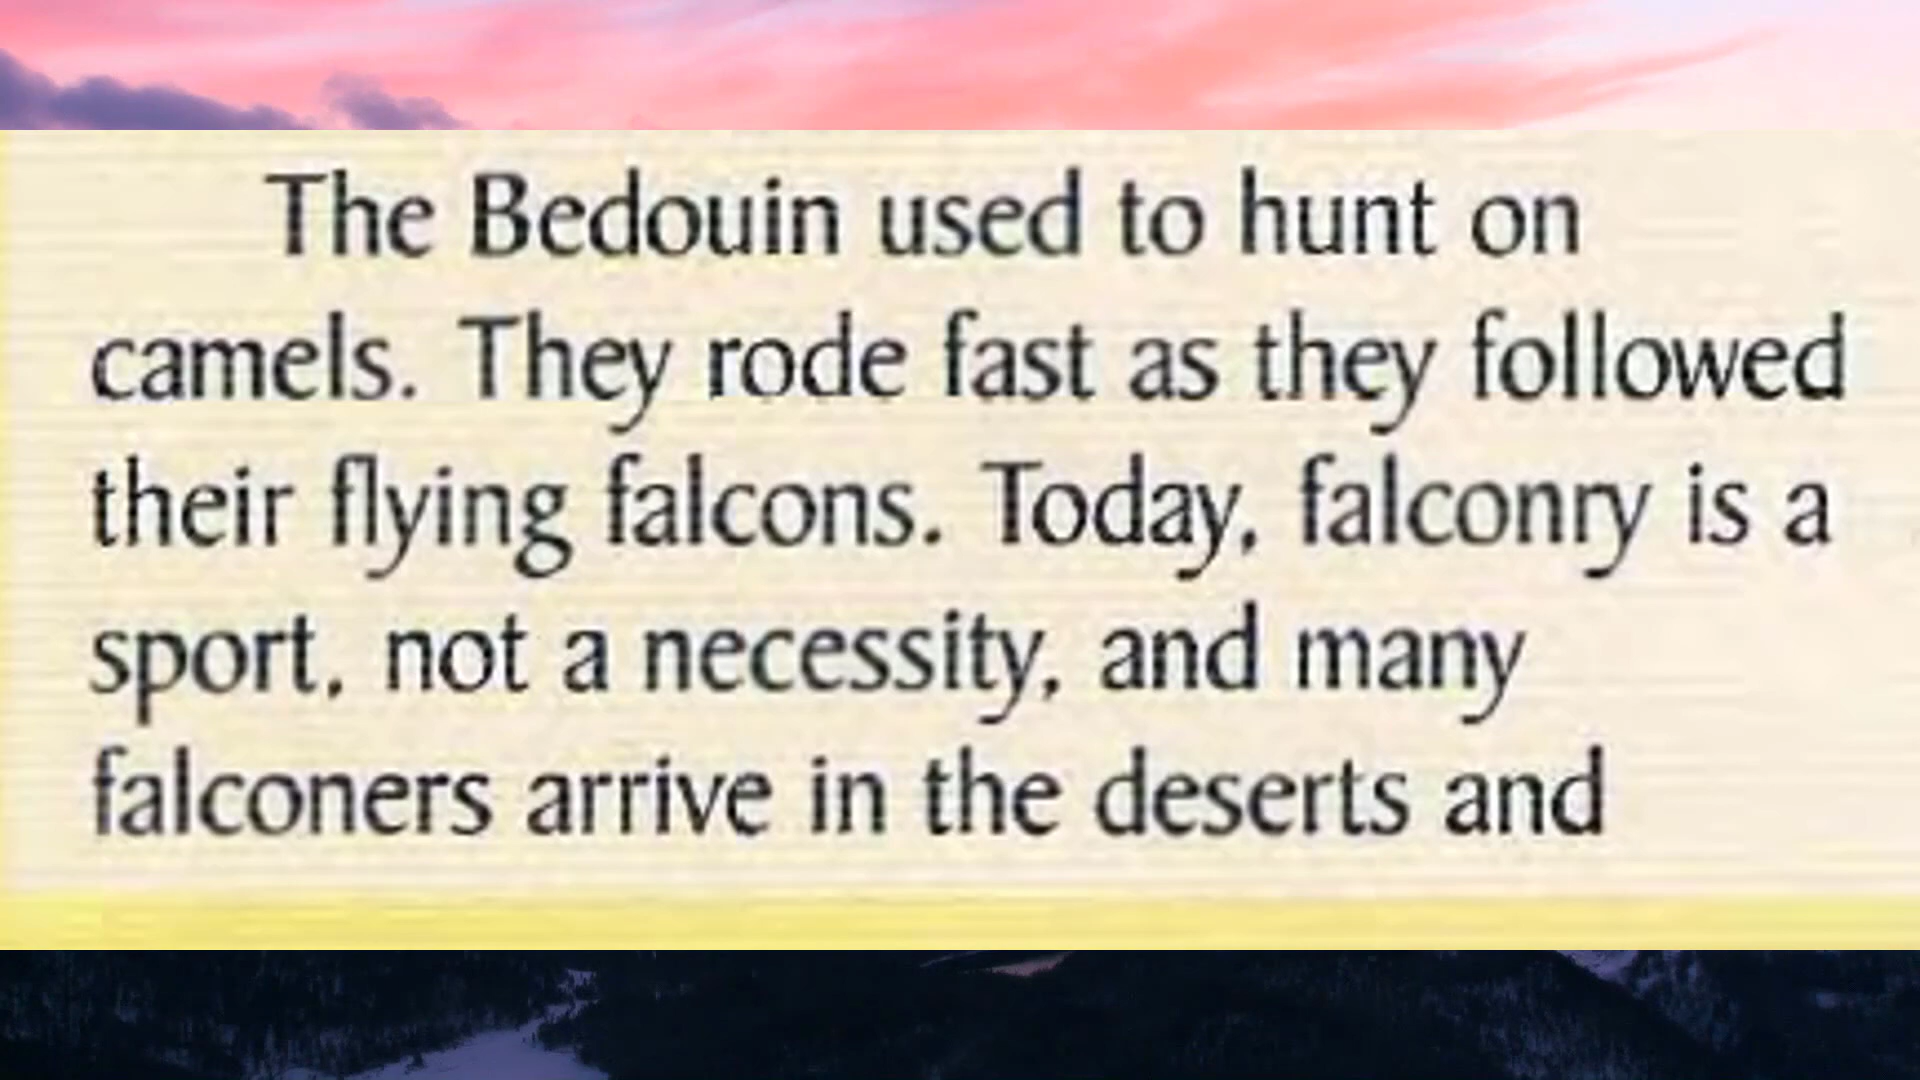 The Bedouin used to hunt on
camels. They rode fast as they followed
their flying falcons. Today, falconry is a
sport, not a necessity, and many
falconers arrive in the deserts and